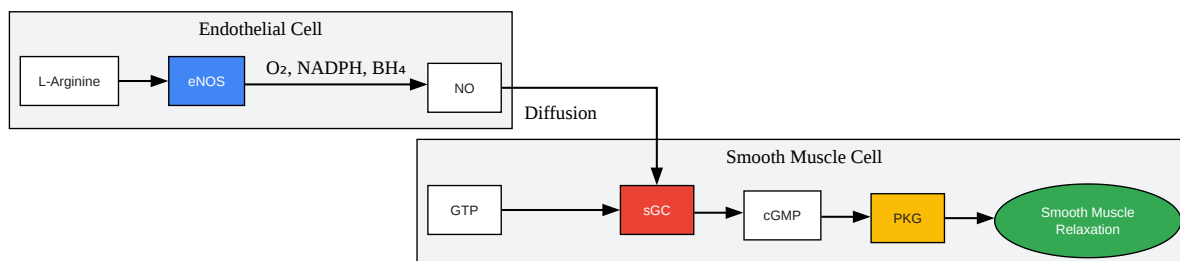 Endothelial Cell
L-Arginine
eNOS
O₂, NADPH, BH₄
NO
Diffusion
Smooth Muscle Cell
GTP
sGC
cGMP
PKG
Smooth Muscle
Relaxation